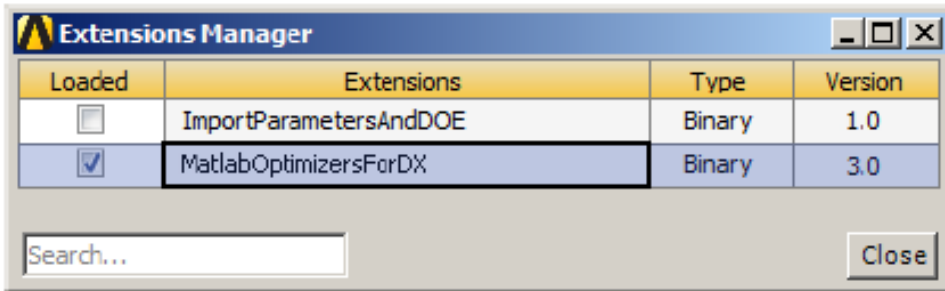 Extensions Manager
Loaded Extensions Type Version
ImportParametersAndDOE Binary 1.0
MatlabOptimizersForDX Binary 3.0
Search... Close